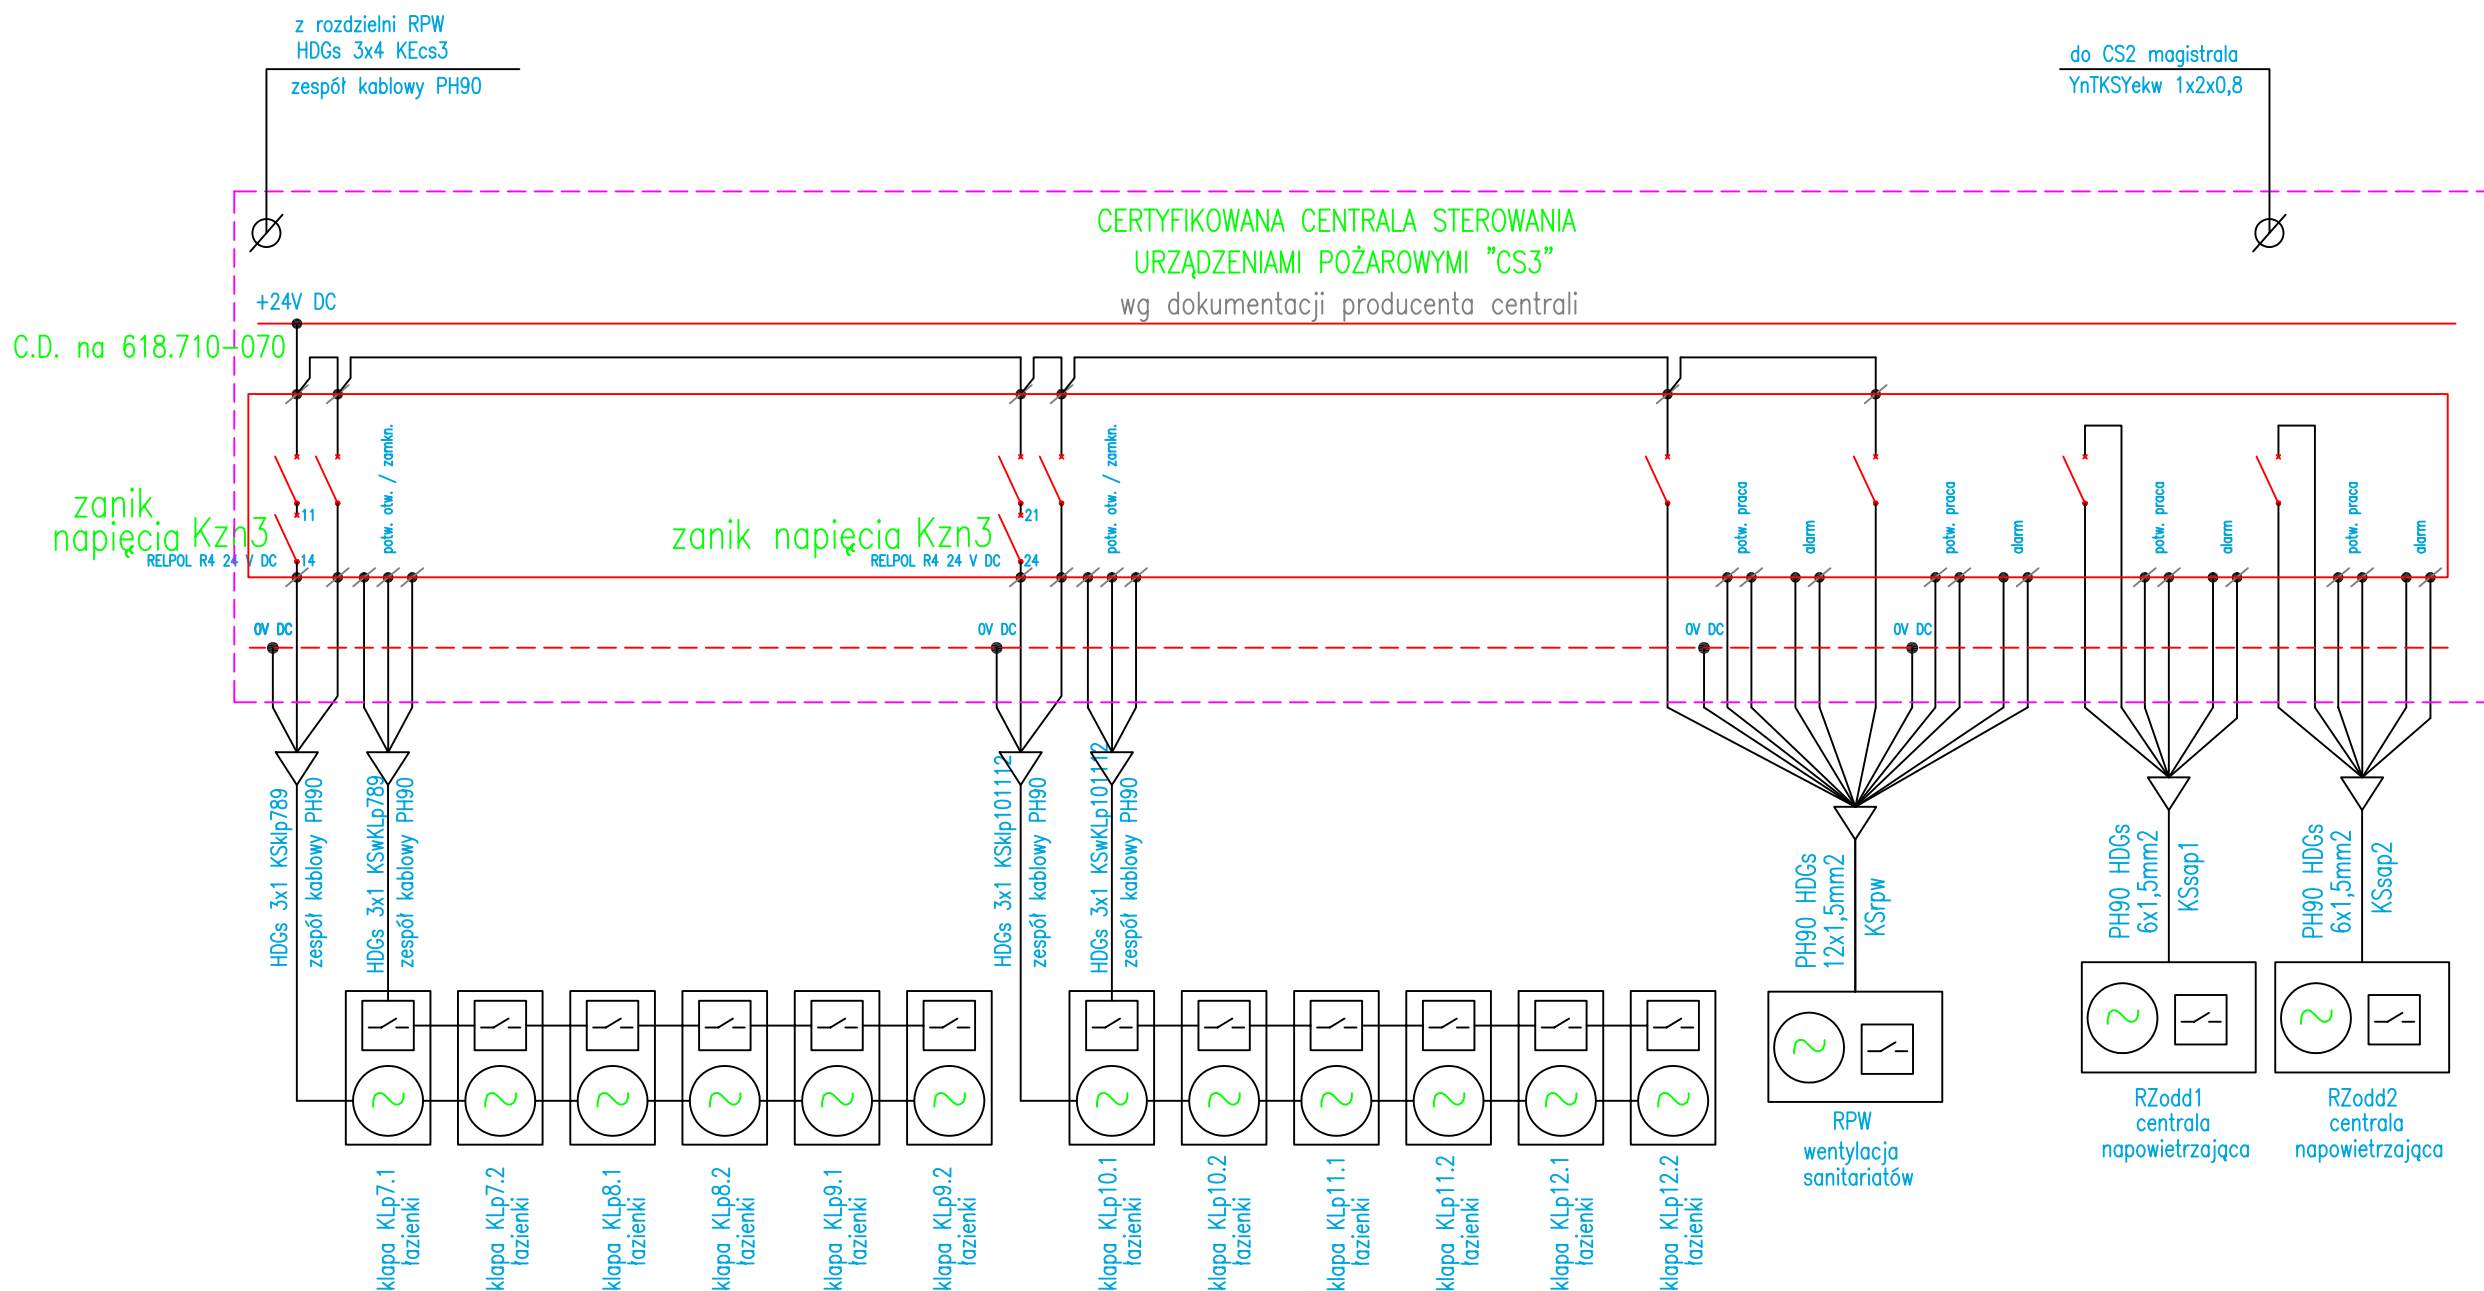 z rozdzielni RPW
HDGs 3x4 KEcs3
zespół kablowy PH90
do CS2 magistrala
YnTKSYekw 1x2x0,8
CERTYFIKOWANA CENTRALA STEROWANIA
URZĄDZENIAMI POŻAROWYMI "CS3"
wg dokumentacji producenta centrali
+24V DC
C.D. na 618.710-070
zanik
napięcia Kzn3
RELPOL R4 24 V DC
11
14
potw. otw. / zamkn.
zanik napięcia Kzn3
RELPOL R4 24 V DC
21
24
potw. otw. / zamkn.
potw. praca
alarm
potw. praca
alarm
potw. praca
alarm
potw. praca
alarm
0V DC
0V DC
0V DC
0V DC
HDGs 3x1 KSklp789
zespół kablowy PH90
HDGs 3x1 KSwKLp789
zespół kablowy PH90
HDGs 3x1 KSklp101112
zespół kablowy PH90
HDGs 3x1 KSwKLp101112
zespół kablowy PH90
PH90 HDGs
12x1,5mm2
KSrpw
PH90 HDGs
6x1,5mm2
KSsap1
PH90 HDGs
6x1,5mm2
KSsap2
klapa KLp7.1
łazienki
klapa KLp7.2
łazienki
klapa KLp8.1
łazienki
klapa KLp8.2
łazienki
klapa KLp9.1
łazienki
klapa KLp9.2
łazienki
klapa KLp10.1
łazienki
klapa KLp10.2
łazienki
klapa KLp11.1
łazienki
klapa KLp11.2
łazienki
klapa KLp12.1
łazienki
klapa KLp12.2
łazienki
RPW
wentylacja
sanitariatów
RZodd1
centrala
napowietrzająca
RZodd2
centrala
napowietrzająca